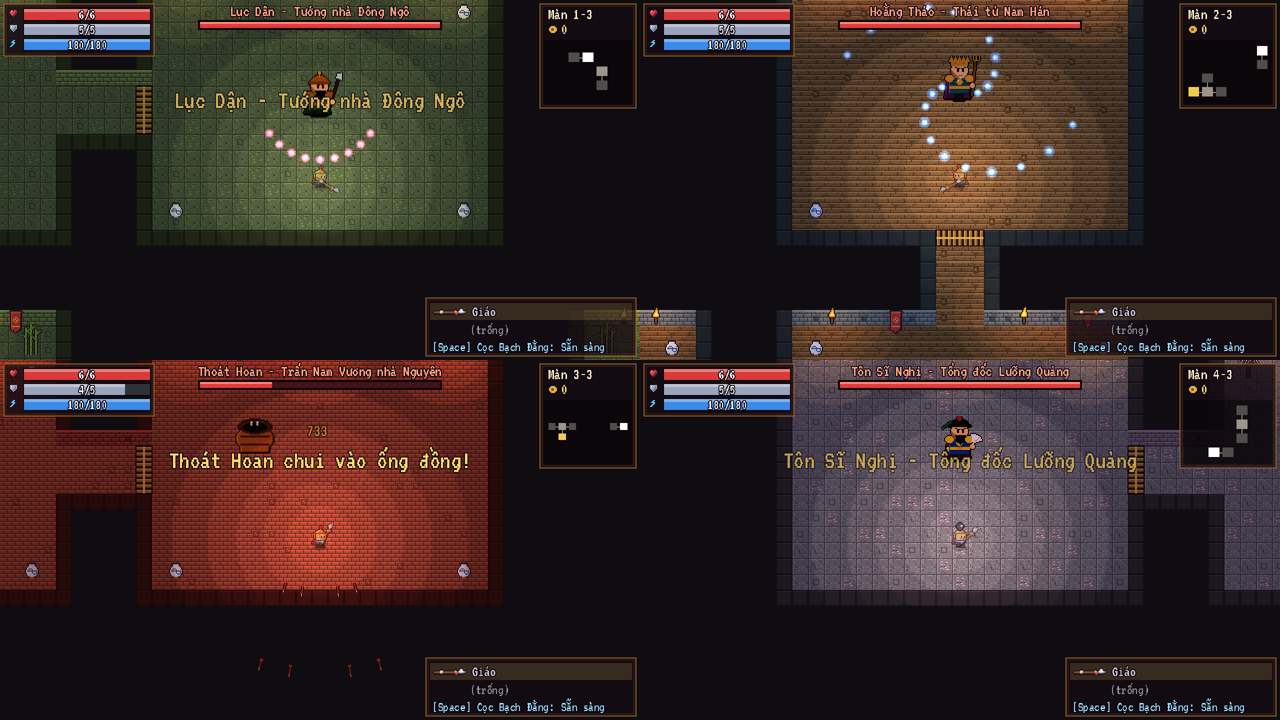 6/6
5/5
180/180
Lục Dận - Tướng nhà Đông Ngô
Lục Dận - Tướng nhà Đông Ngô
Màn 1-3
0
Giáo
(trống)
[Space] Cọc Bạch Đằng: Sẵn sàng
6/6
5/5
180/180
Hoằng Tháo - Thái tử Nam Hán
Màn 2-3
0
Giáo
(trống)
[Space] Cọc Bạch Đằng: Sẵn sàng
6/6
4/5
180/180
Thoát Hoan - Trấn Nam Vương nhà Nguyên
733
Thoát Hoan chui vào ống đồng!
Màn 3-3
0
Giáo
(trống)
[Space] Cọc Bạch Đằng: Sẵn sàng
6/6
5/5
180/180
Tôn Sĩ Nghị - Tổng đốc Lưỡng Quảng
Tôn Sĩ Nghị - Tổng đốc Lưỡng Quảng
Màn 4-3
0
Giáo
(trống)
[Space] Cọc Bạch Đằng: Sẵn sàng